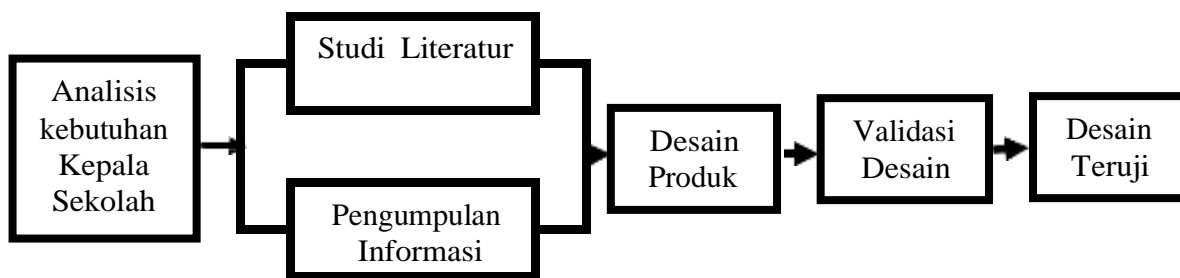 Analisis
kebutuhan
Kepala
Sekolah
Studi Literatur
Pengumpulan
Informasi
Desain
Produk
Validasi
Desain
Desain
Teruji